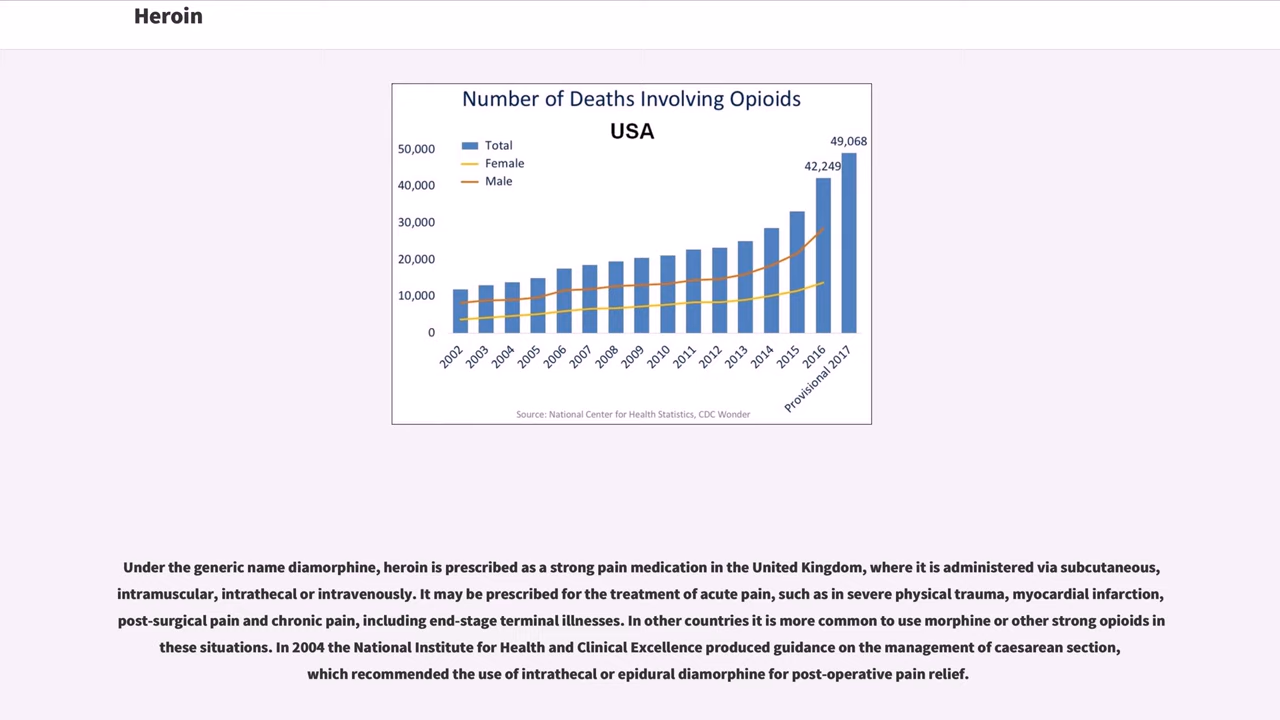 Heroin
Number of Deaths Involving Opioids
USA
Total
Female
Male
50,000
40,000
30,000
20,000
10,000
0
42,249
49,068
2002
2003
2004
2005
2006
2007
2008
2009
2010
2011
2012
2013
2014
2015
2016
Provisional 2017
Source: National Center for Health Statistics, CDC Wonder
Under the generic name diamorphine, heroin is prescribed as a strong pain medication in the United Kingdom, where it is administered via subcutaneous,
intramuscular, intrathecal or intravenously. It may be prescribed for the treatment of acute pain, such as in severe physical trauma, myocardial infarction,
post-surgical pain and chronic pain, including end-stage terminal illnesses. In other countries it is more common to use morphine or other strong opioids in
these situations. In 2004 the National Institute for Health and Clinical Excellence produced guidance on the management of caesarean section,
which recommended the use of intrathecal or epidural diamorphine for post-operative pain relief.